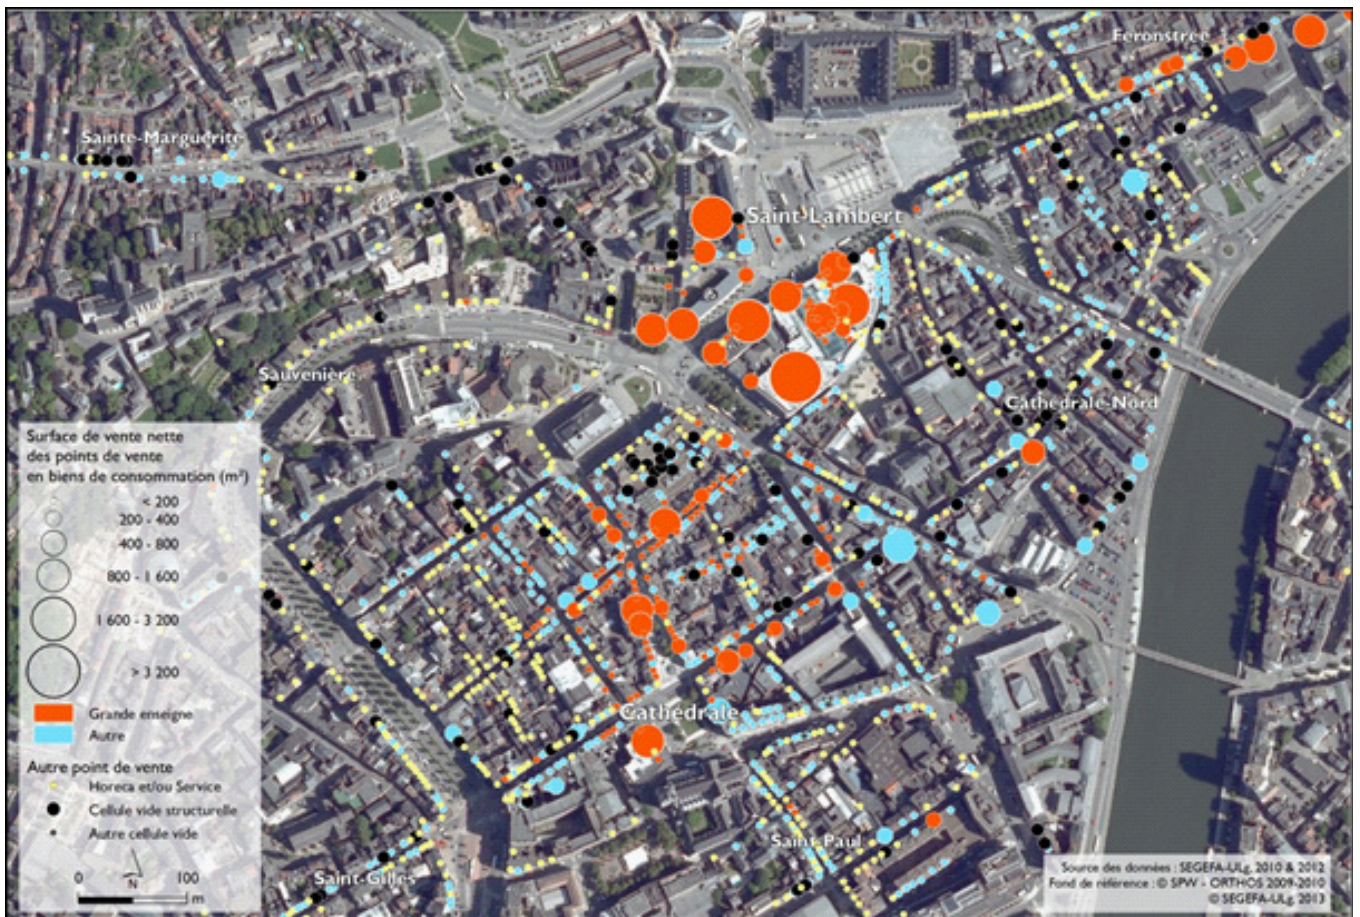 Feronstrée
Sainte-Marguerite
Saint-Lambert
Sauvenière
Cathédrale-Nord
Surface de vente nette
des points de vente
en biens de consommation (m²)
< 200
200 - 400
400 - 800
800 - 1 600
1 600 - 3 200
> 3 200
Grande enseigne
Autre
Autre point de vente
Horeca et/ou Service
Cellule vide structurelle
Autre cellule vide
0 N 100
m
Cathédrale
Saint-Paul
Saint-Gilles
Source des données : SEGEFA-ULg, 2010 & 2012
Fond de référence : © SPW - ORTHOS 2009-2010
© SEGEFA-ULg, 2013